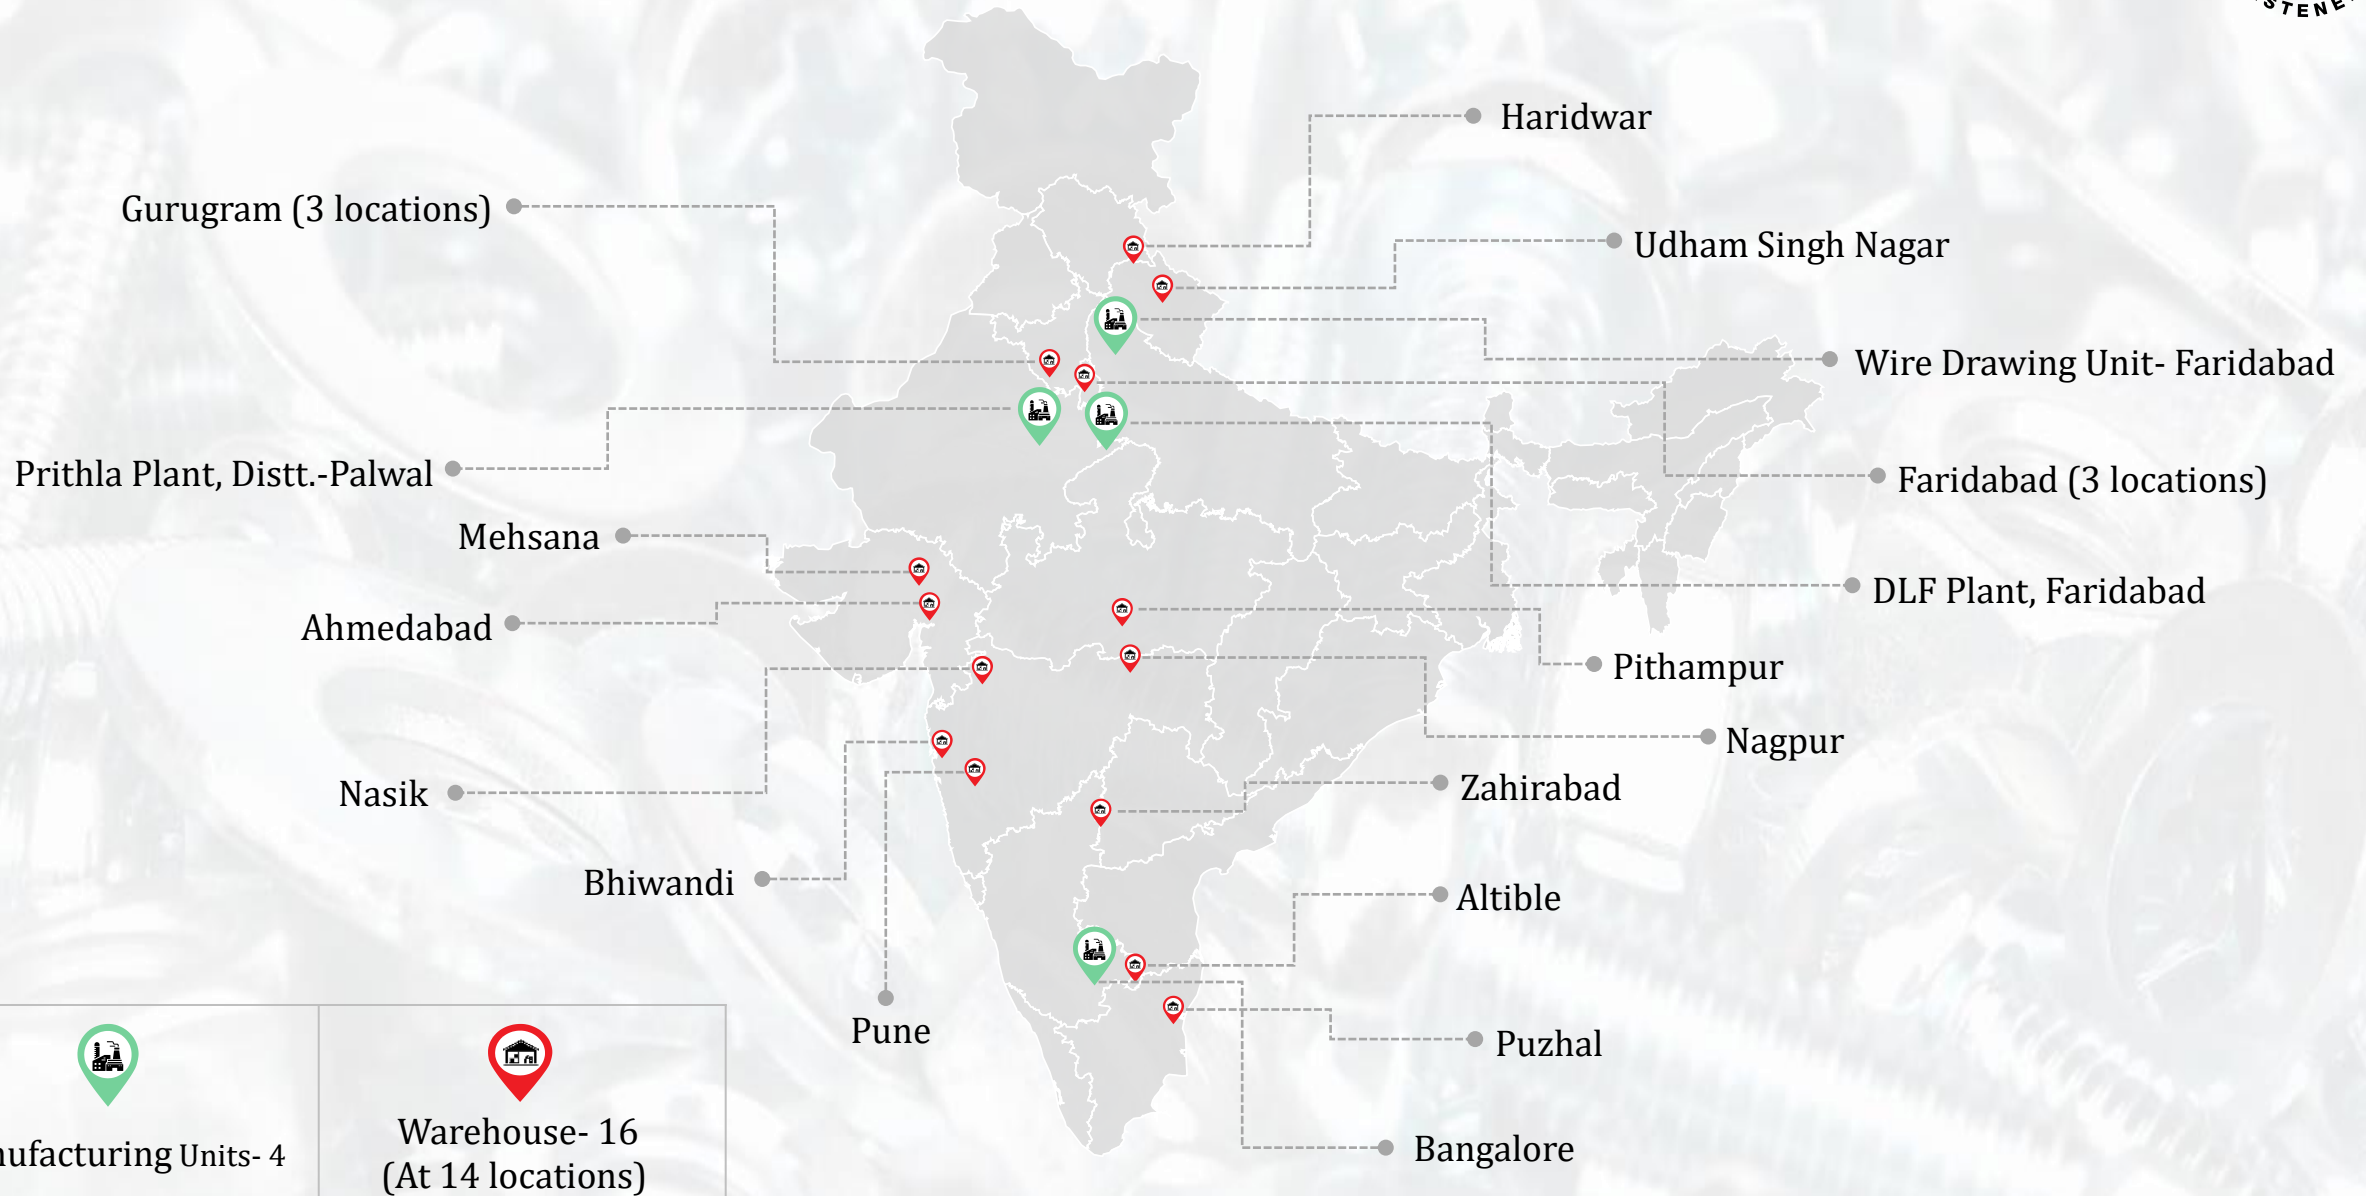 Haridwar
Gurugram (3 locations)
Udham Singh Nagar
Wire Drawing Unit- Faridabad
Prithla Plant, Distt.-Palwal
Faridabad (3 locations)
Mehsana
DLF Plant, Faridabad
Ahmedabad
Pithampur
Nagpur
Zahirabad
Nasik
Bhiwandi
Altible
Pune
Puzhal
Bangalore
Units- 4
Warehouse- 16
(At 14 locations)